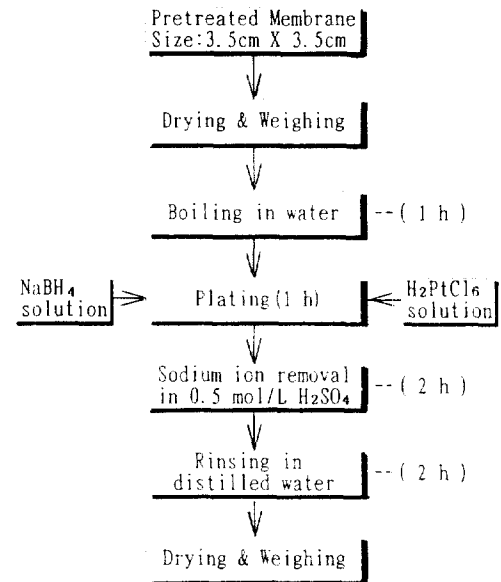 Pretreated Membrane
Size:3.5cm X 3.5cm
Drying & Weighing
Boiling in water --( 1 h )
NaBH₄
solution
Plating(1 h)
H₂PtCl₆
solution
Sodium ion removal
in 0.5 mol/L H₂SO₄
--( 2 h )
Rinsing in
distilled water
--( 2 h )
Drying & Weighing